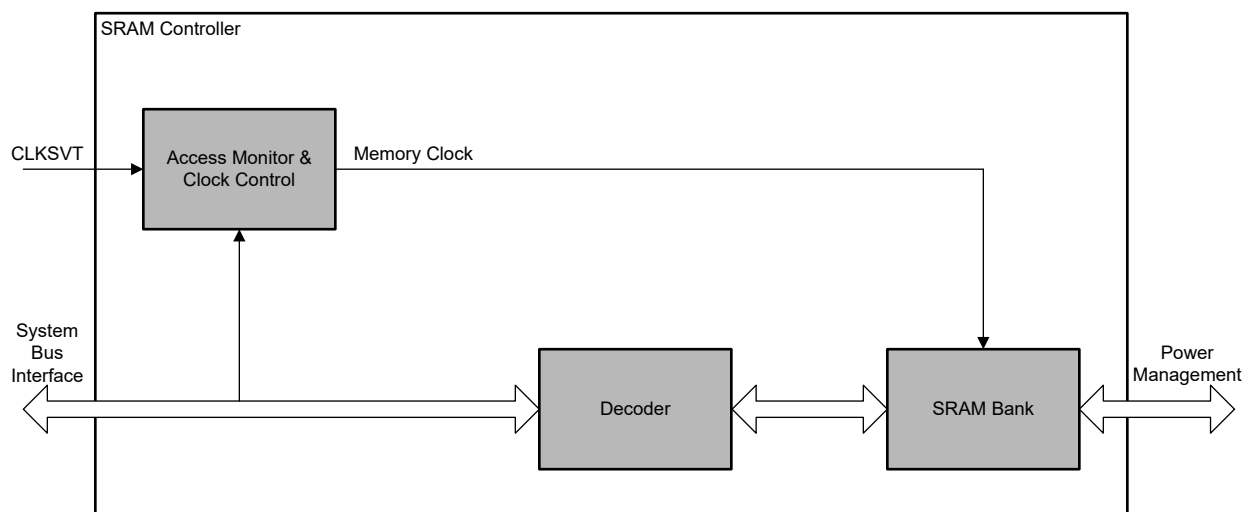 SRAM Controller
CLKSVT
Access Monitor &
Clock Control
Memory Clock
System
Bus
Interface
Decoder
SRAM Bank
Power
Management